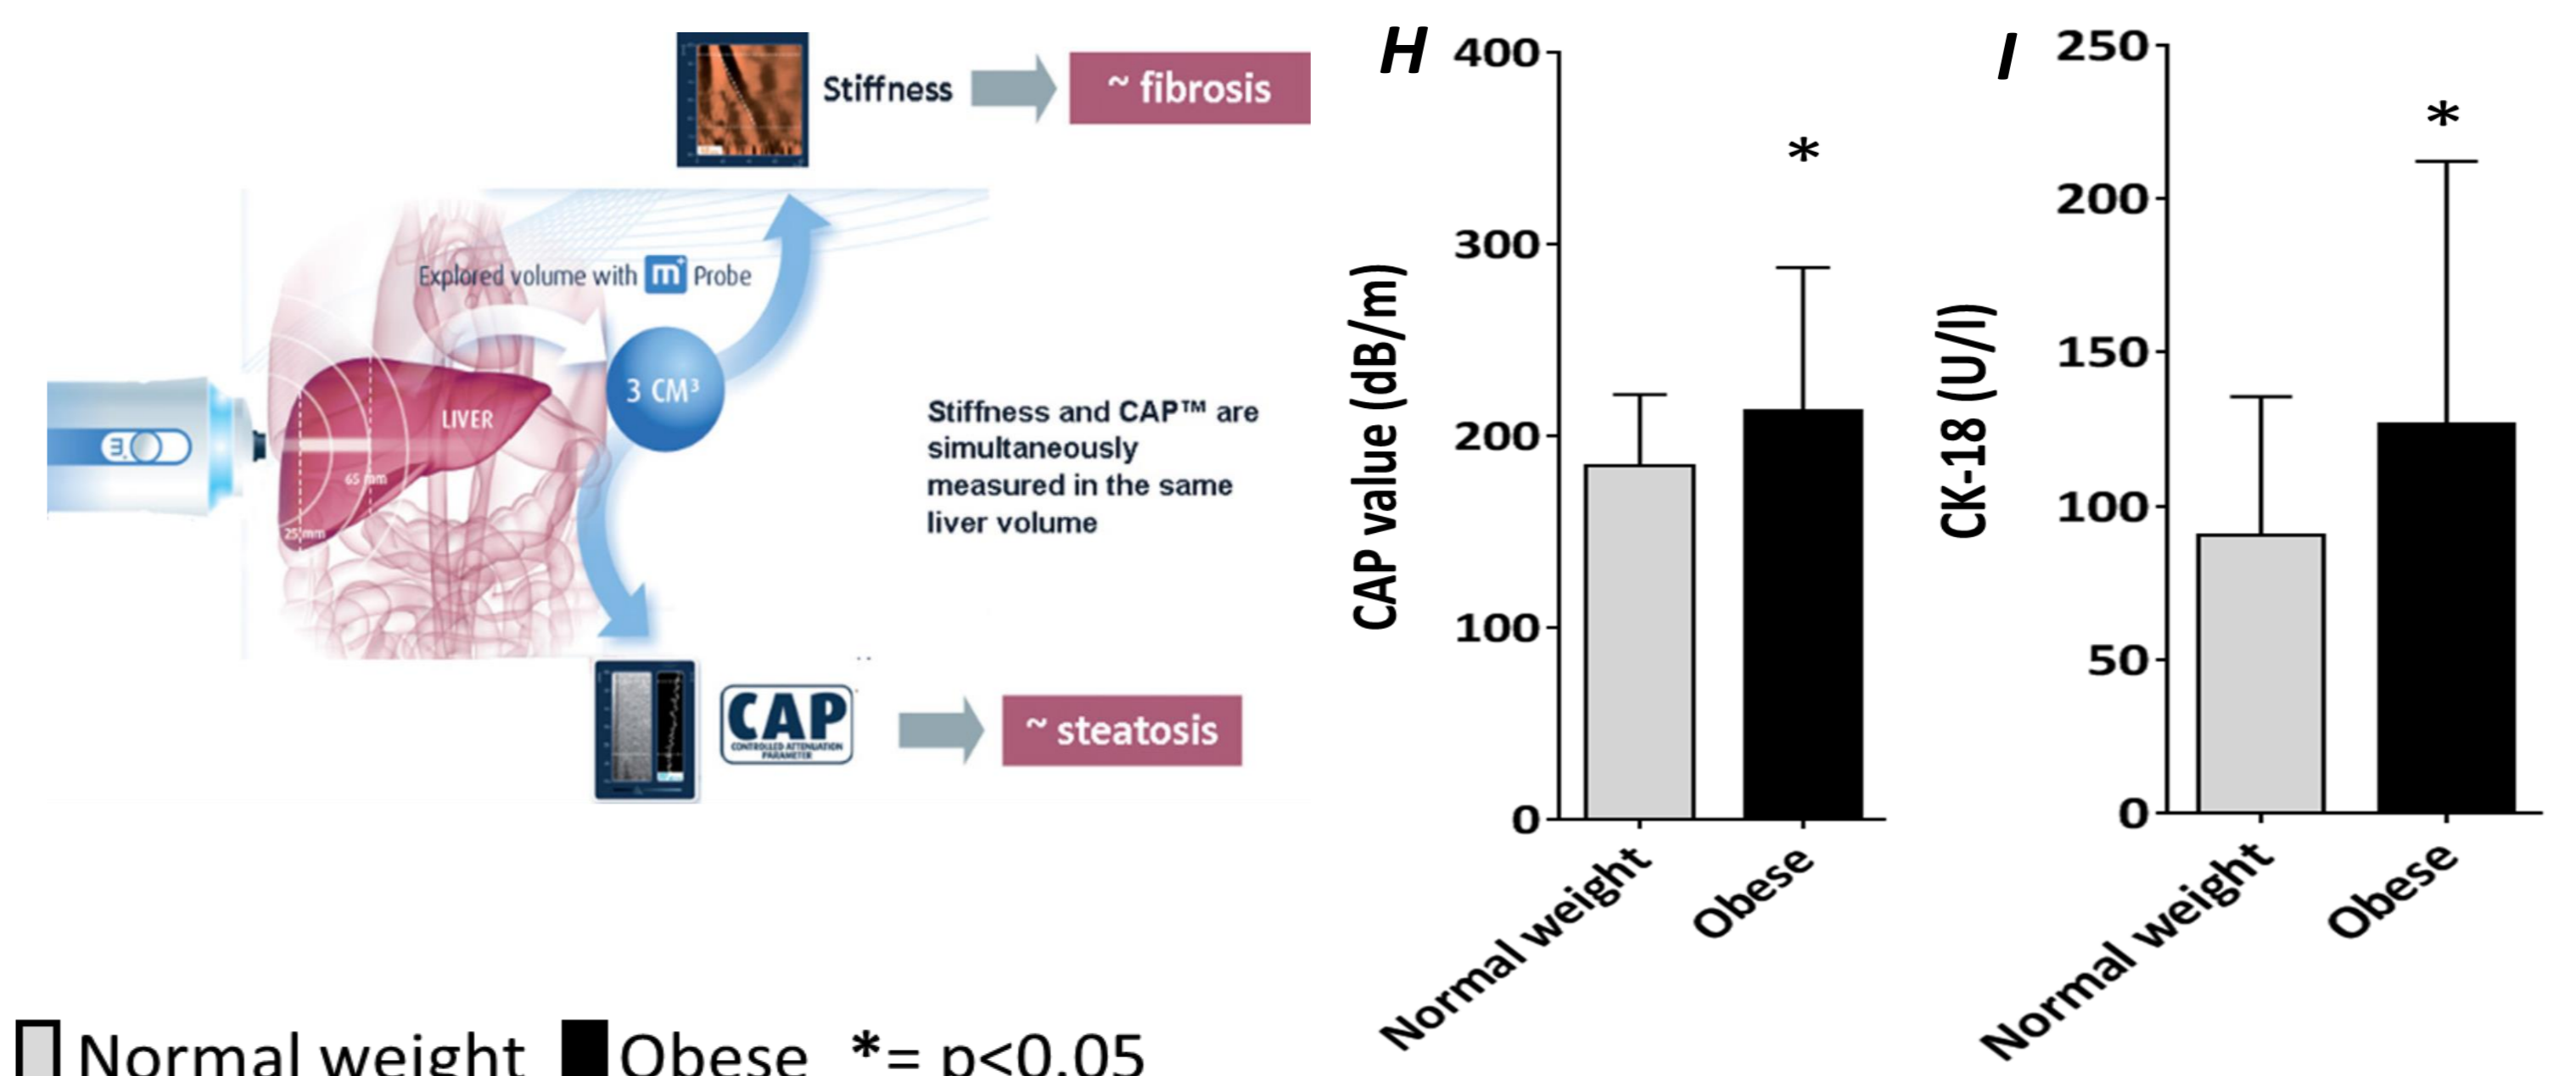 Stiffness
~ fibrosis
Explored volume with m+ Probe
3 CM³
LIVER
65 mm
25 mm
m+
Stiffness and CAP™ are
simultaneously
measured in the same
liver volume
CAP
CONTROLLED ATTENUATION
PARAMETER
~ steatosis
H
CAP value (dB/m)
400
300
200
100
0
*
Normal weight
Obese
I
CK-18 (U/l)
250
200
150
100
50
0
*
Normal weight
Obese
Normal weight
Obese
*= p<0.05